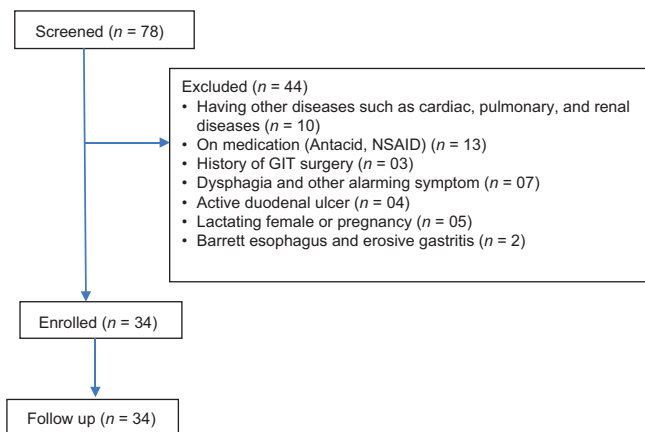 Screened (n = 78)
Excluded (n = 44)
• Having other diseases such as cardiac, pulmonary, and renal
diseases (n = 10)
• On medication (Antacid, NSAID) (n = 13)
• History of GIT surgery (n = 03)
• Dysphagia and other alarming symptom (n = 07)
• Active duodenal ulcer (n = 04)
• Lactating female or pregnancy (n = 05)
• Barrett esophagus and erosive gastritis (n = 2)
Enrolled (n = 34)
Follow up (n = 34)